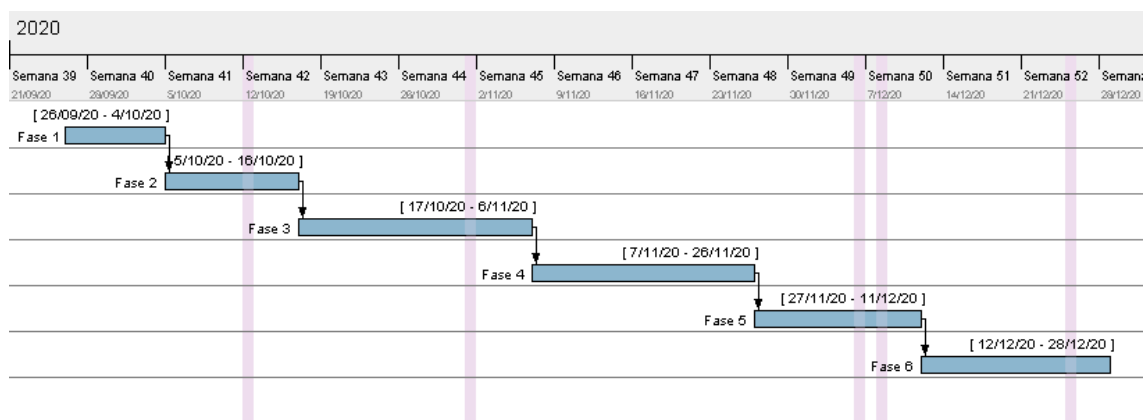 2020
Semana 39 Semana 40 Semana 41 Semana 42 Semana 43 Semana 44 Semana 45 Semana 46 Semana 47 Semana 48 Semana 49 Semana 50 Semana 51 Semana 52 Semana
21/09/20 28/09/20 5/10/20 12/10/20 19/10/20 26/10/20 2/11/20 9/11/20 16/11/20 23/11/20 30/11/20 7/12/20 14/12/20 21/12/20 28/12/20
[ 26/09/20 - 4/10/20 ]
Fase 1
5/10/20 - 16/10/20 ]
Fase 2
[ 17/10/20 - 6/11/20 ]
Fase 3
[ 7/11/20 - 26/11/20 ]
Fase 4
[ 27/11/20 - 11/12/20 ]
Fase 5
[ 12/12/20 - 28/12/20 ]
Fase 6